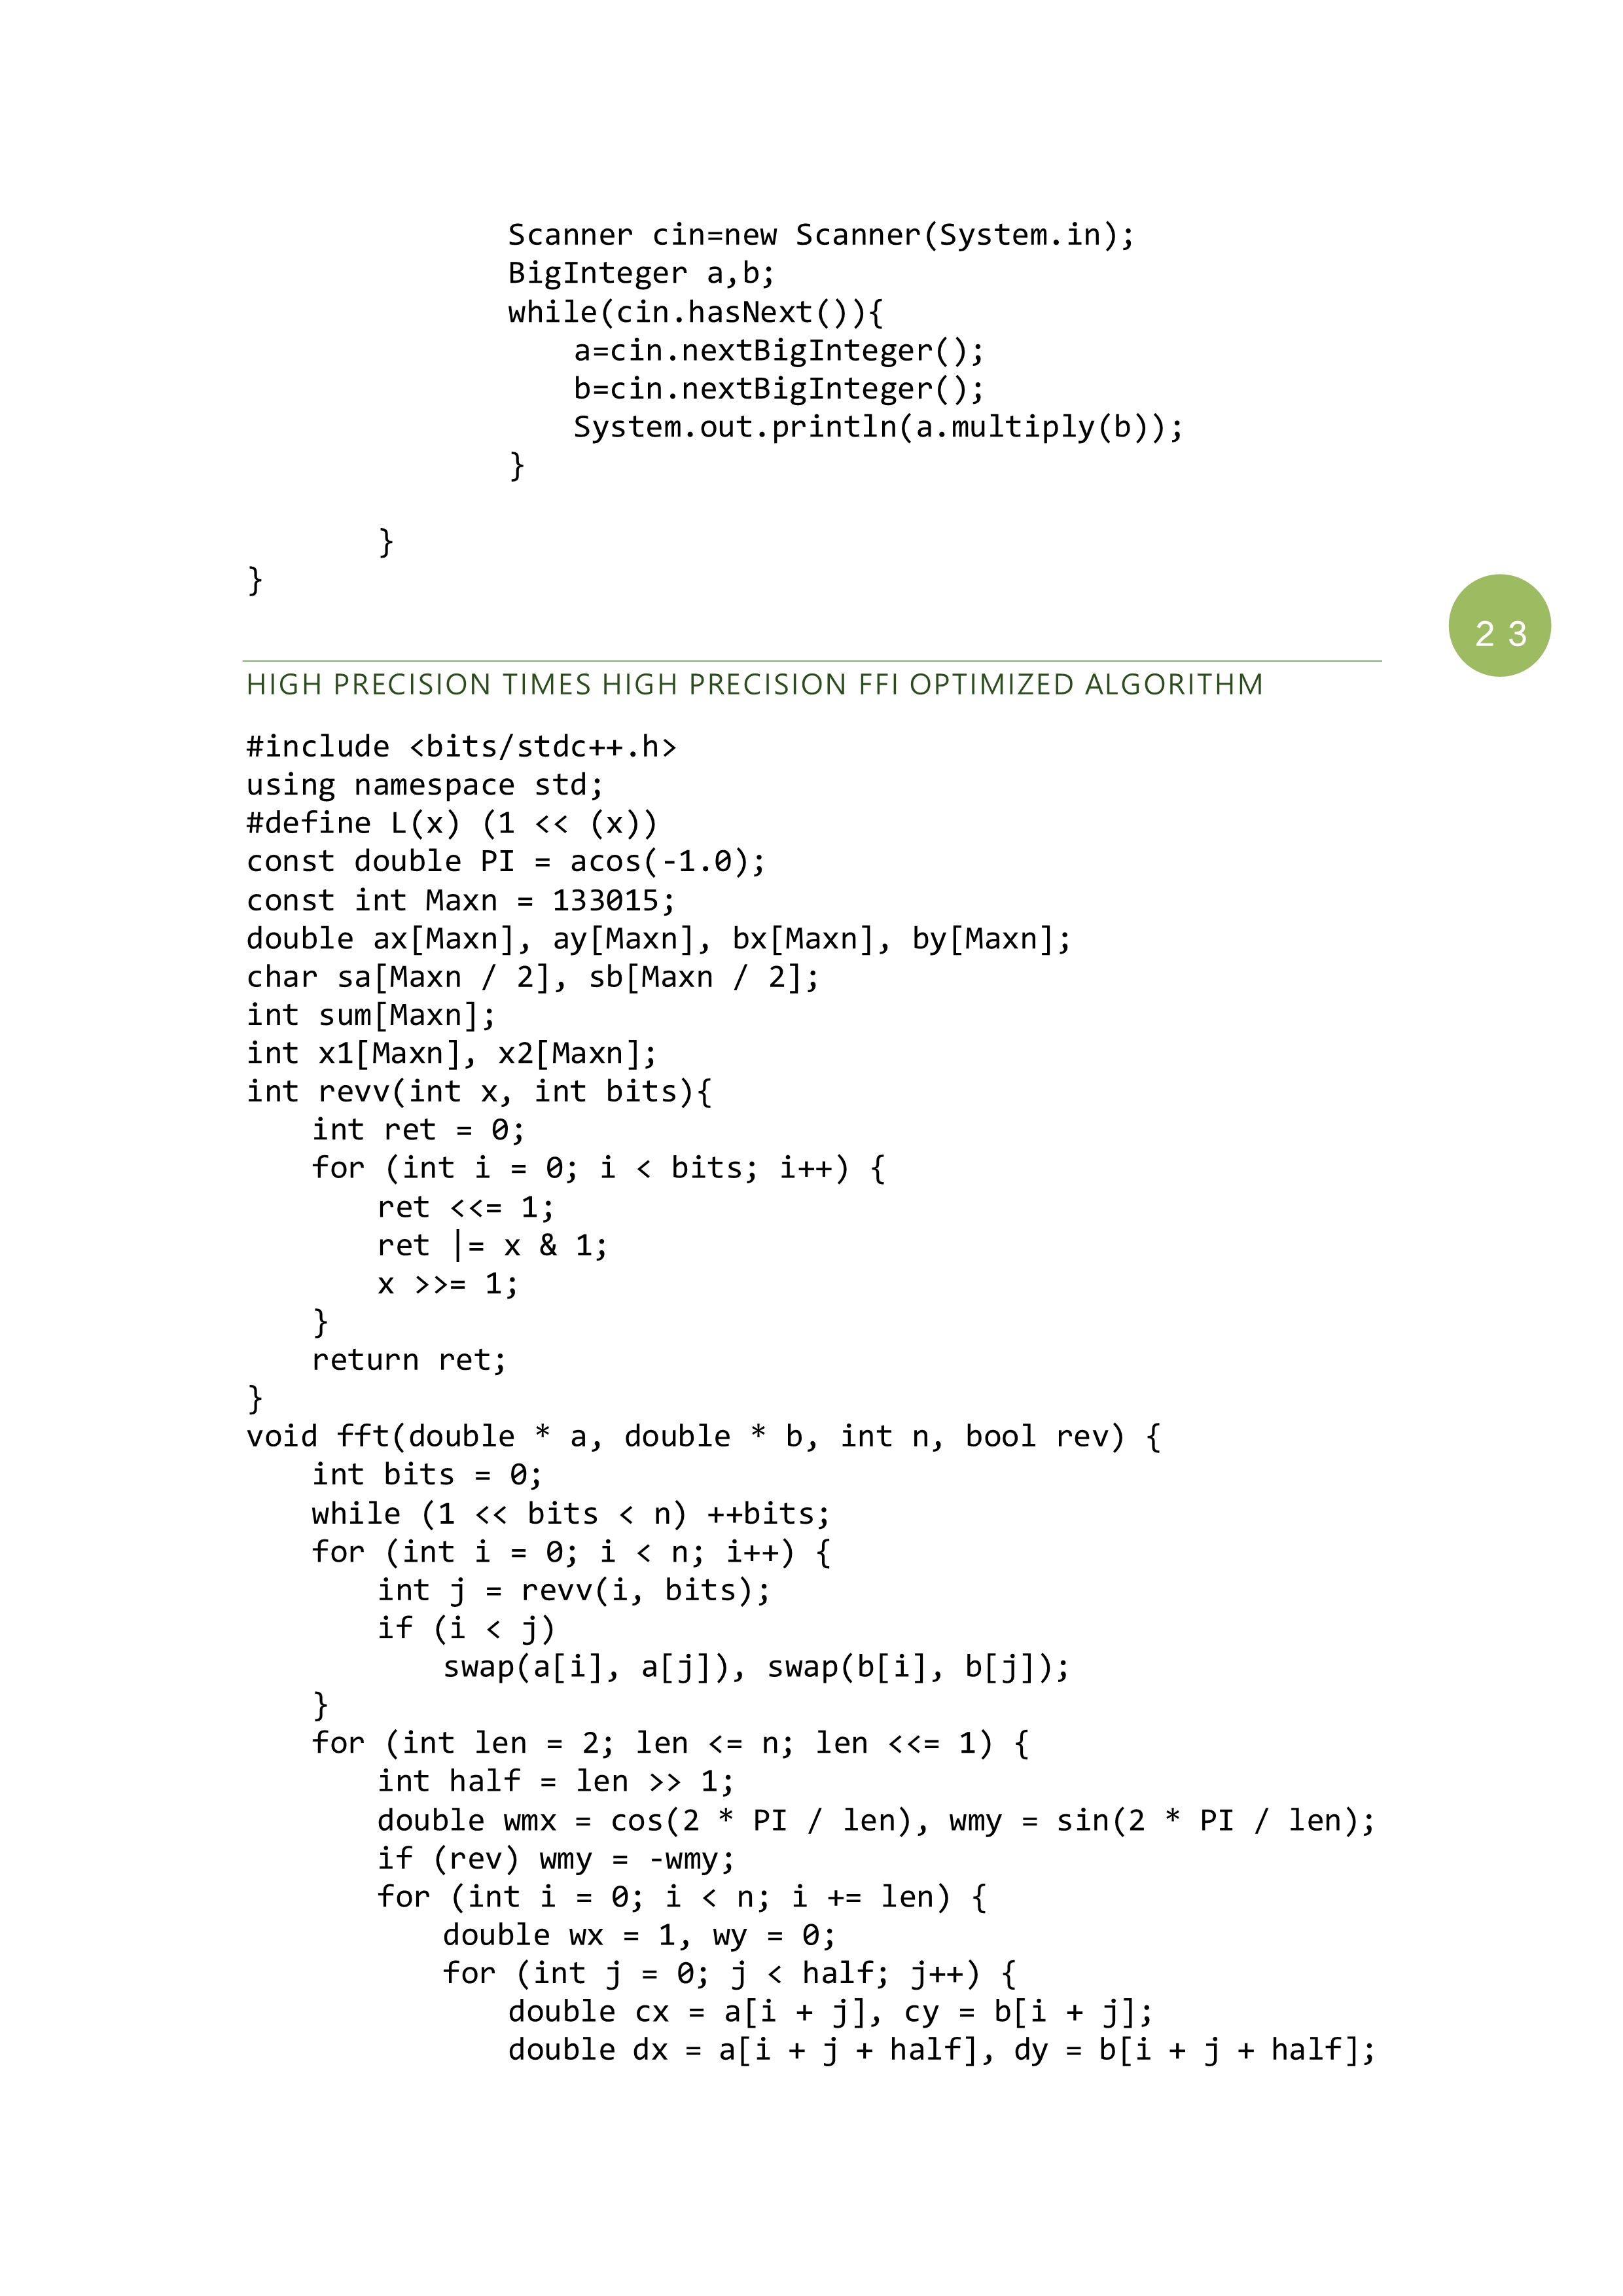 Scanner cin=new Scanner(System.in);
BigInteger a,b;
while(cin.hasNext()){
a=cin.nextBigInteger();
b=cin.nextBigInteger();
System.out.println(a.multiply(b));
}
}
}
23
HIGH PRECISION TIMES HIGH PRECISION FFI OPTIMIZED ALGORITHM
#include <bits/stdc++.h>
using namespace std;
#define L(x) (1 << (x))
const double PI = acos(-1.0);
const int Maxn = 133015;
double ax[Maxn], ay[Maxn], bx[Maxn], by[Maxn];
char sa[Maxn / 2], sb[Maxn / 2];
int sum[Maxn];
int x1[Maxn], x2[Maxn];
int revv(int x, int bits){
int ret = 0;
for (int i = 0; i < bits; i++) {
ret <<= 1;
ret |= x & 1;
x >>= 1;
}
return ret;
}
void fft(double * a, double * b, int n, bool rev) {
int bits = 0;
while (1 << bits < n) ++bits;
for (int i = 0; i < n; i++) {
int j = revv(i, bits);
if (i < j)
swap(a[i], a[j]), swap(b[i], b[j]);
}
for (int len = 2; len <= n; len <<= 1) {
int half = len >> 1;
double wmx = cos(2 * PI / len), wmy = sin(2 * PI / len);
if (rev) wmy = -wmy;
for (int i = 0; i < n; i += len) {
double wx = 1, wy = 0;
for (int j = 0; j < half; j++) {
double cx = a[i + j], cy = b[i + j];
double dx = a[i + j + half], dy = b[i + j + half];